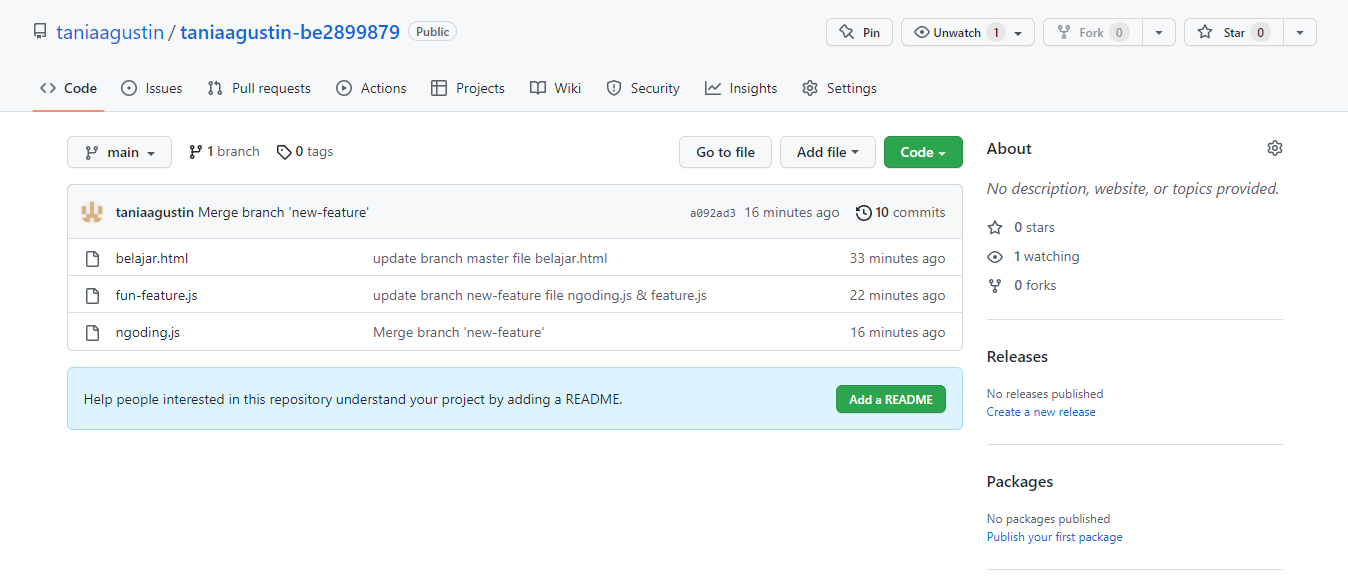 taniaagustin / taniaagustin-be2899879 Public
Pin
Unwatch 1
Fork 0
Star 0
Code Issues Pull requests Actions Projects Wiki Security Insights Settings
main 1 branch 0 tags
Go to file Add file Code
taniaagustin Merge branch 'new-feature' a092ad3 16 minutes ago 10 commits
belajar.html update branch master file belajar.html 33 minutes ago
fun-feature.js update branch new-feature file ngoding.js & feature.js 22 minutes ago
ngoding.js Merge branch 'new-feature' 16 minutes ago
Help people interested in this repository understand your project by adding a README. Add a README
About
No description, website, or topics provided.
0 stars
1 watching
0 forks
Releases
No releases published
Create a new release
Packages
No packages published
Publish your first package